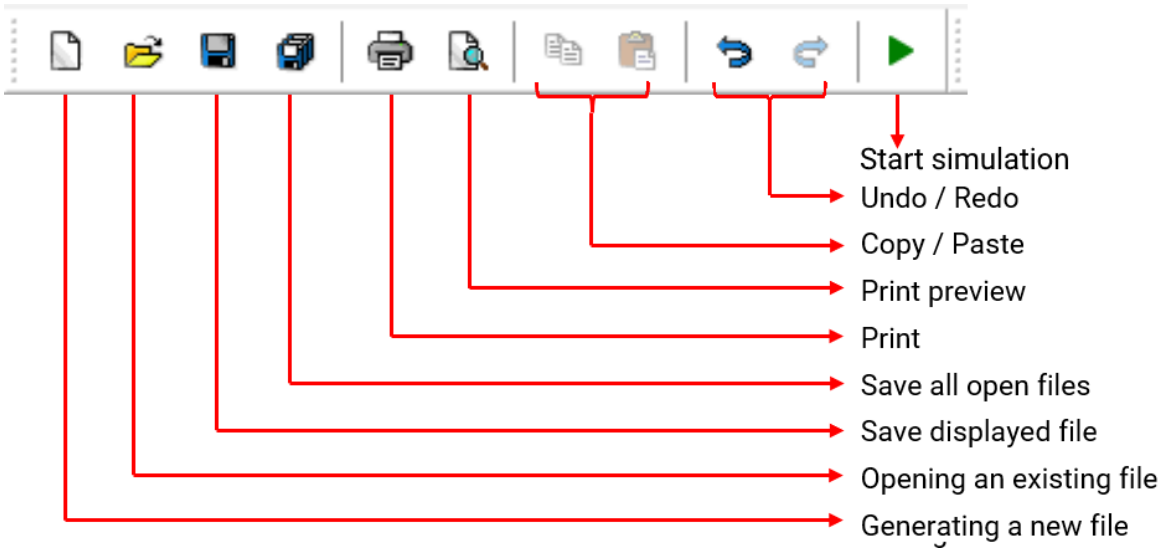 Start simulation
Undo / Redo
Copy / Paste
Print preview
Print
Save all open files
Save displayed file
Opening an existing file
Generating a new file